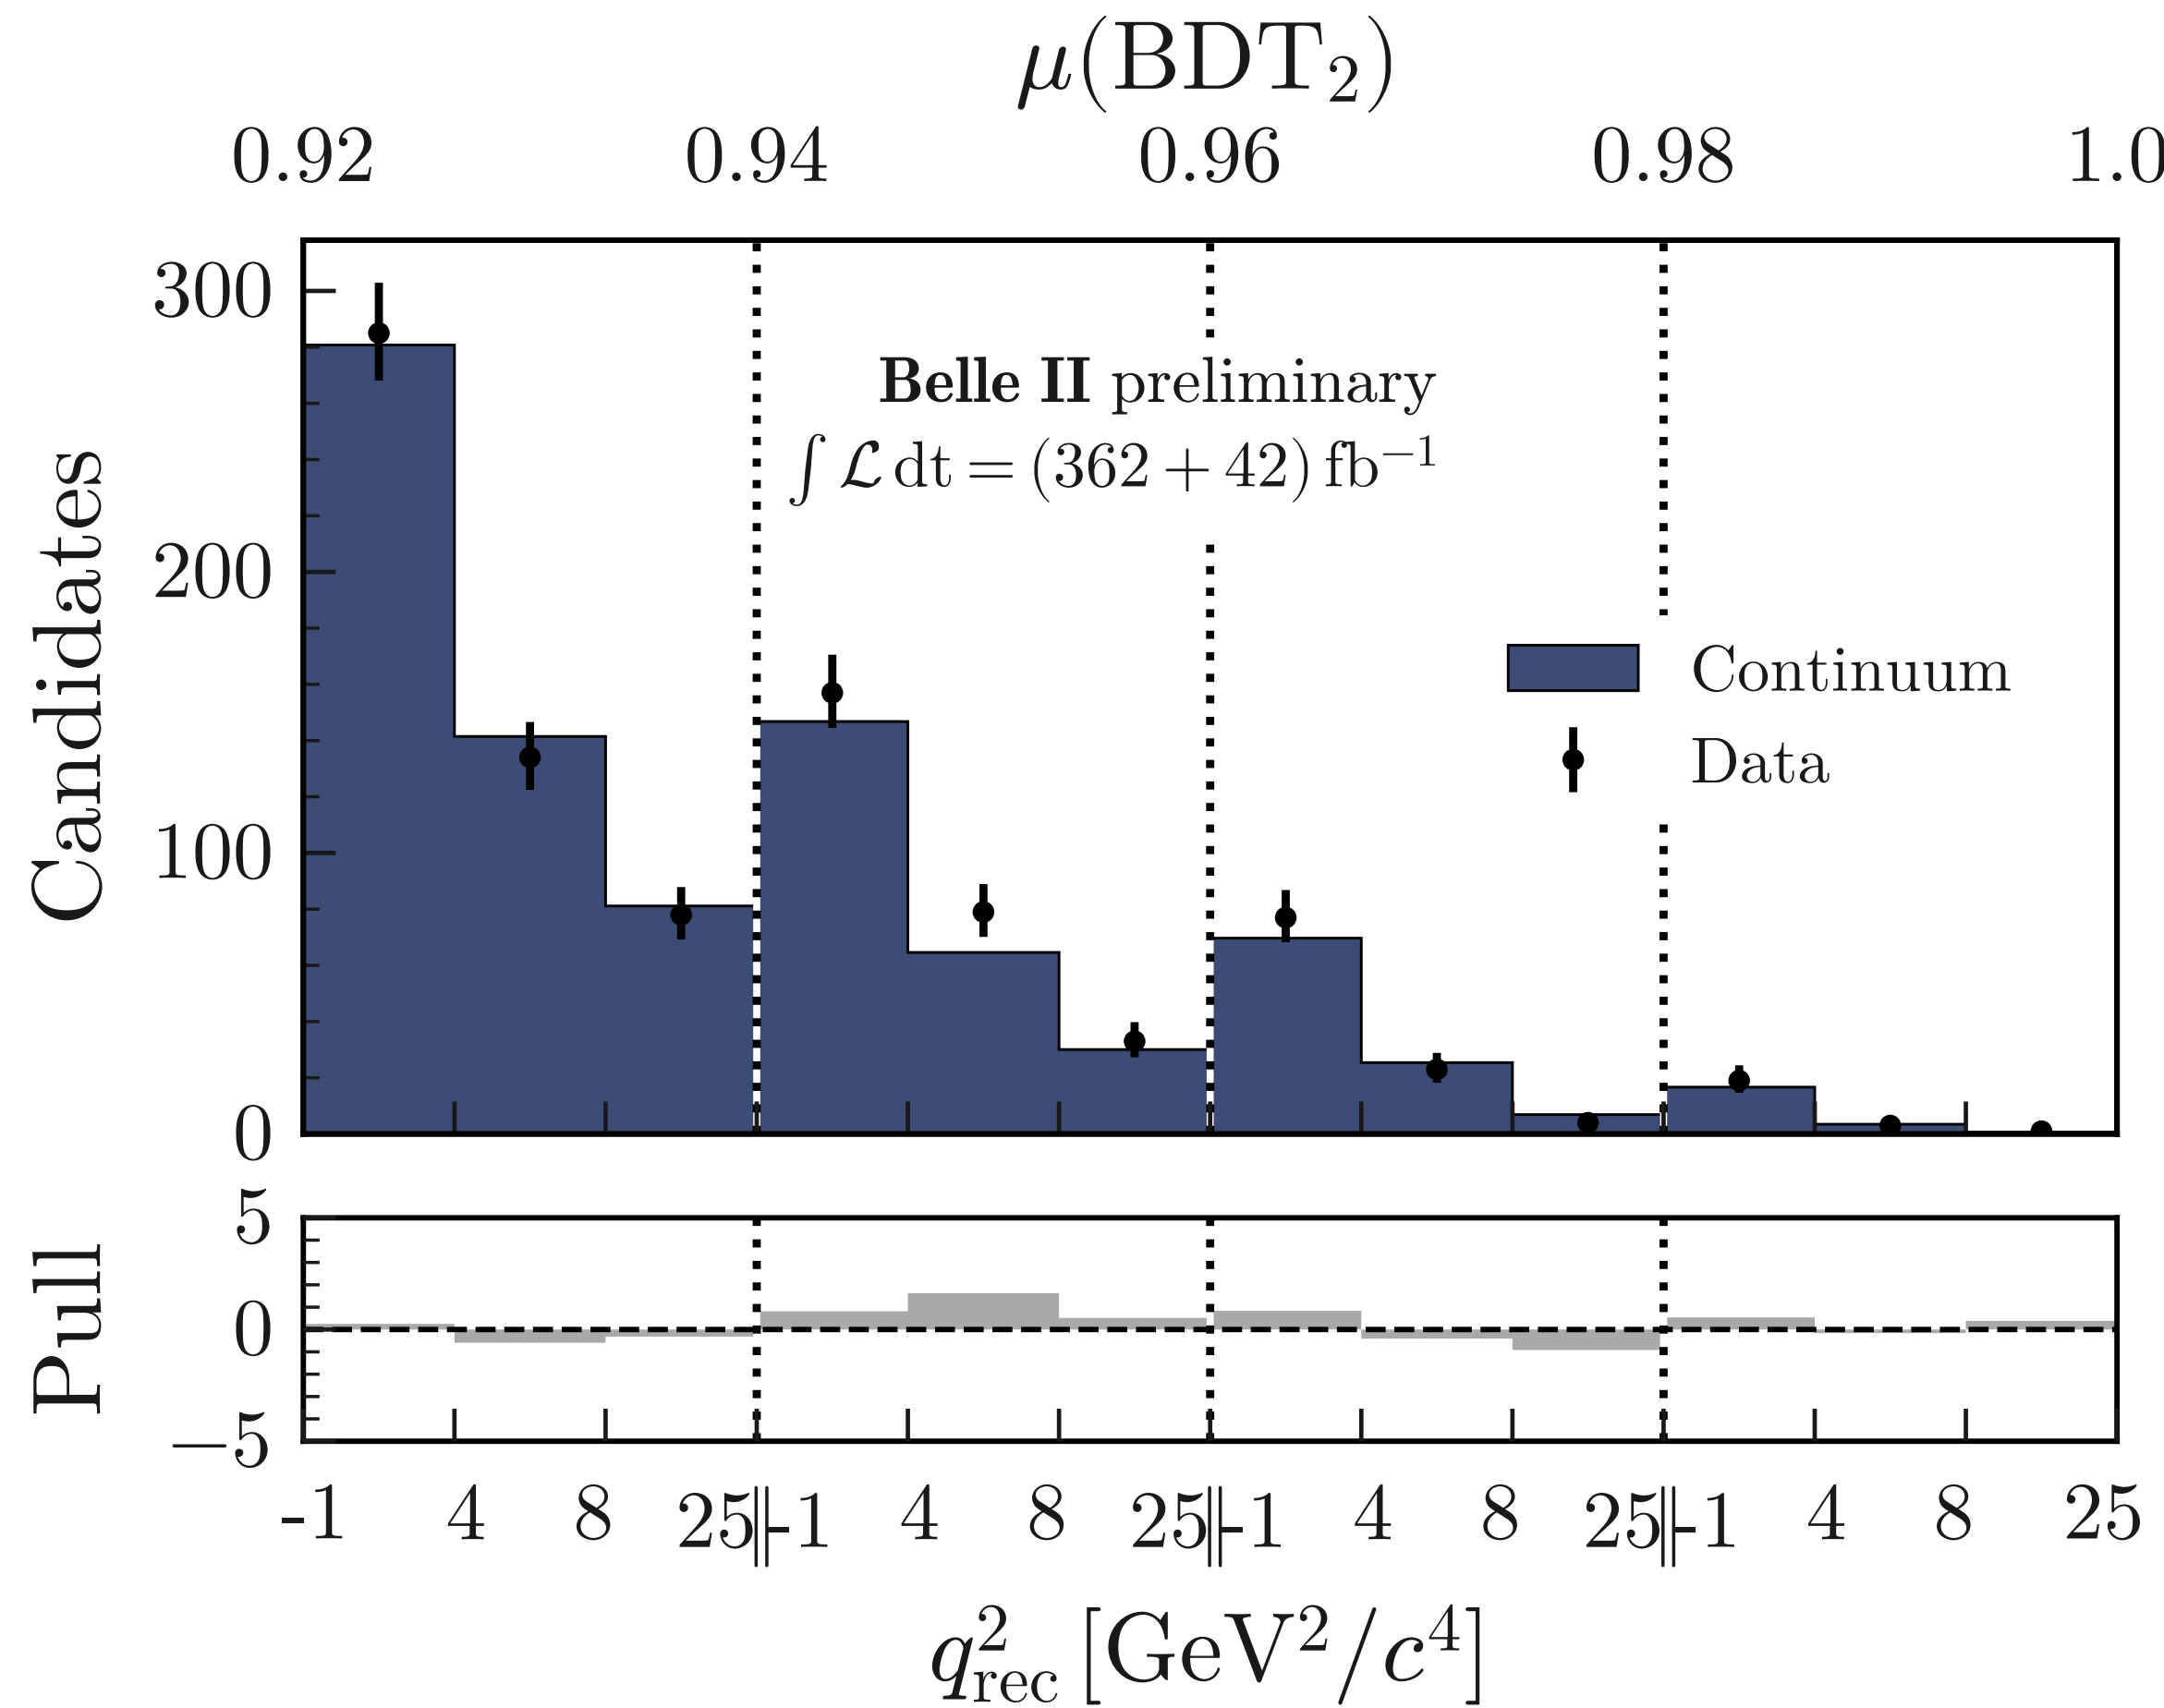 μ(BDT₂)
0.92 0.94 0.96 0.98 1.0
Candidates
300
200
100
0
Belle II preliminary
∫ ℒ dt = (362 + 42) fb⁻¹
Continuum
Data
Pull
5
0
−5
-1 4 8 25||-1 4 8 25||-1 4 8 25||-1 4 8 25
q²rec [GeV²/c⁴]